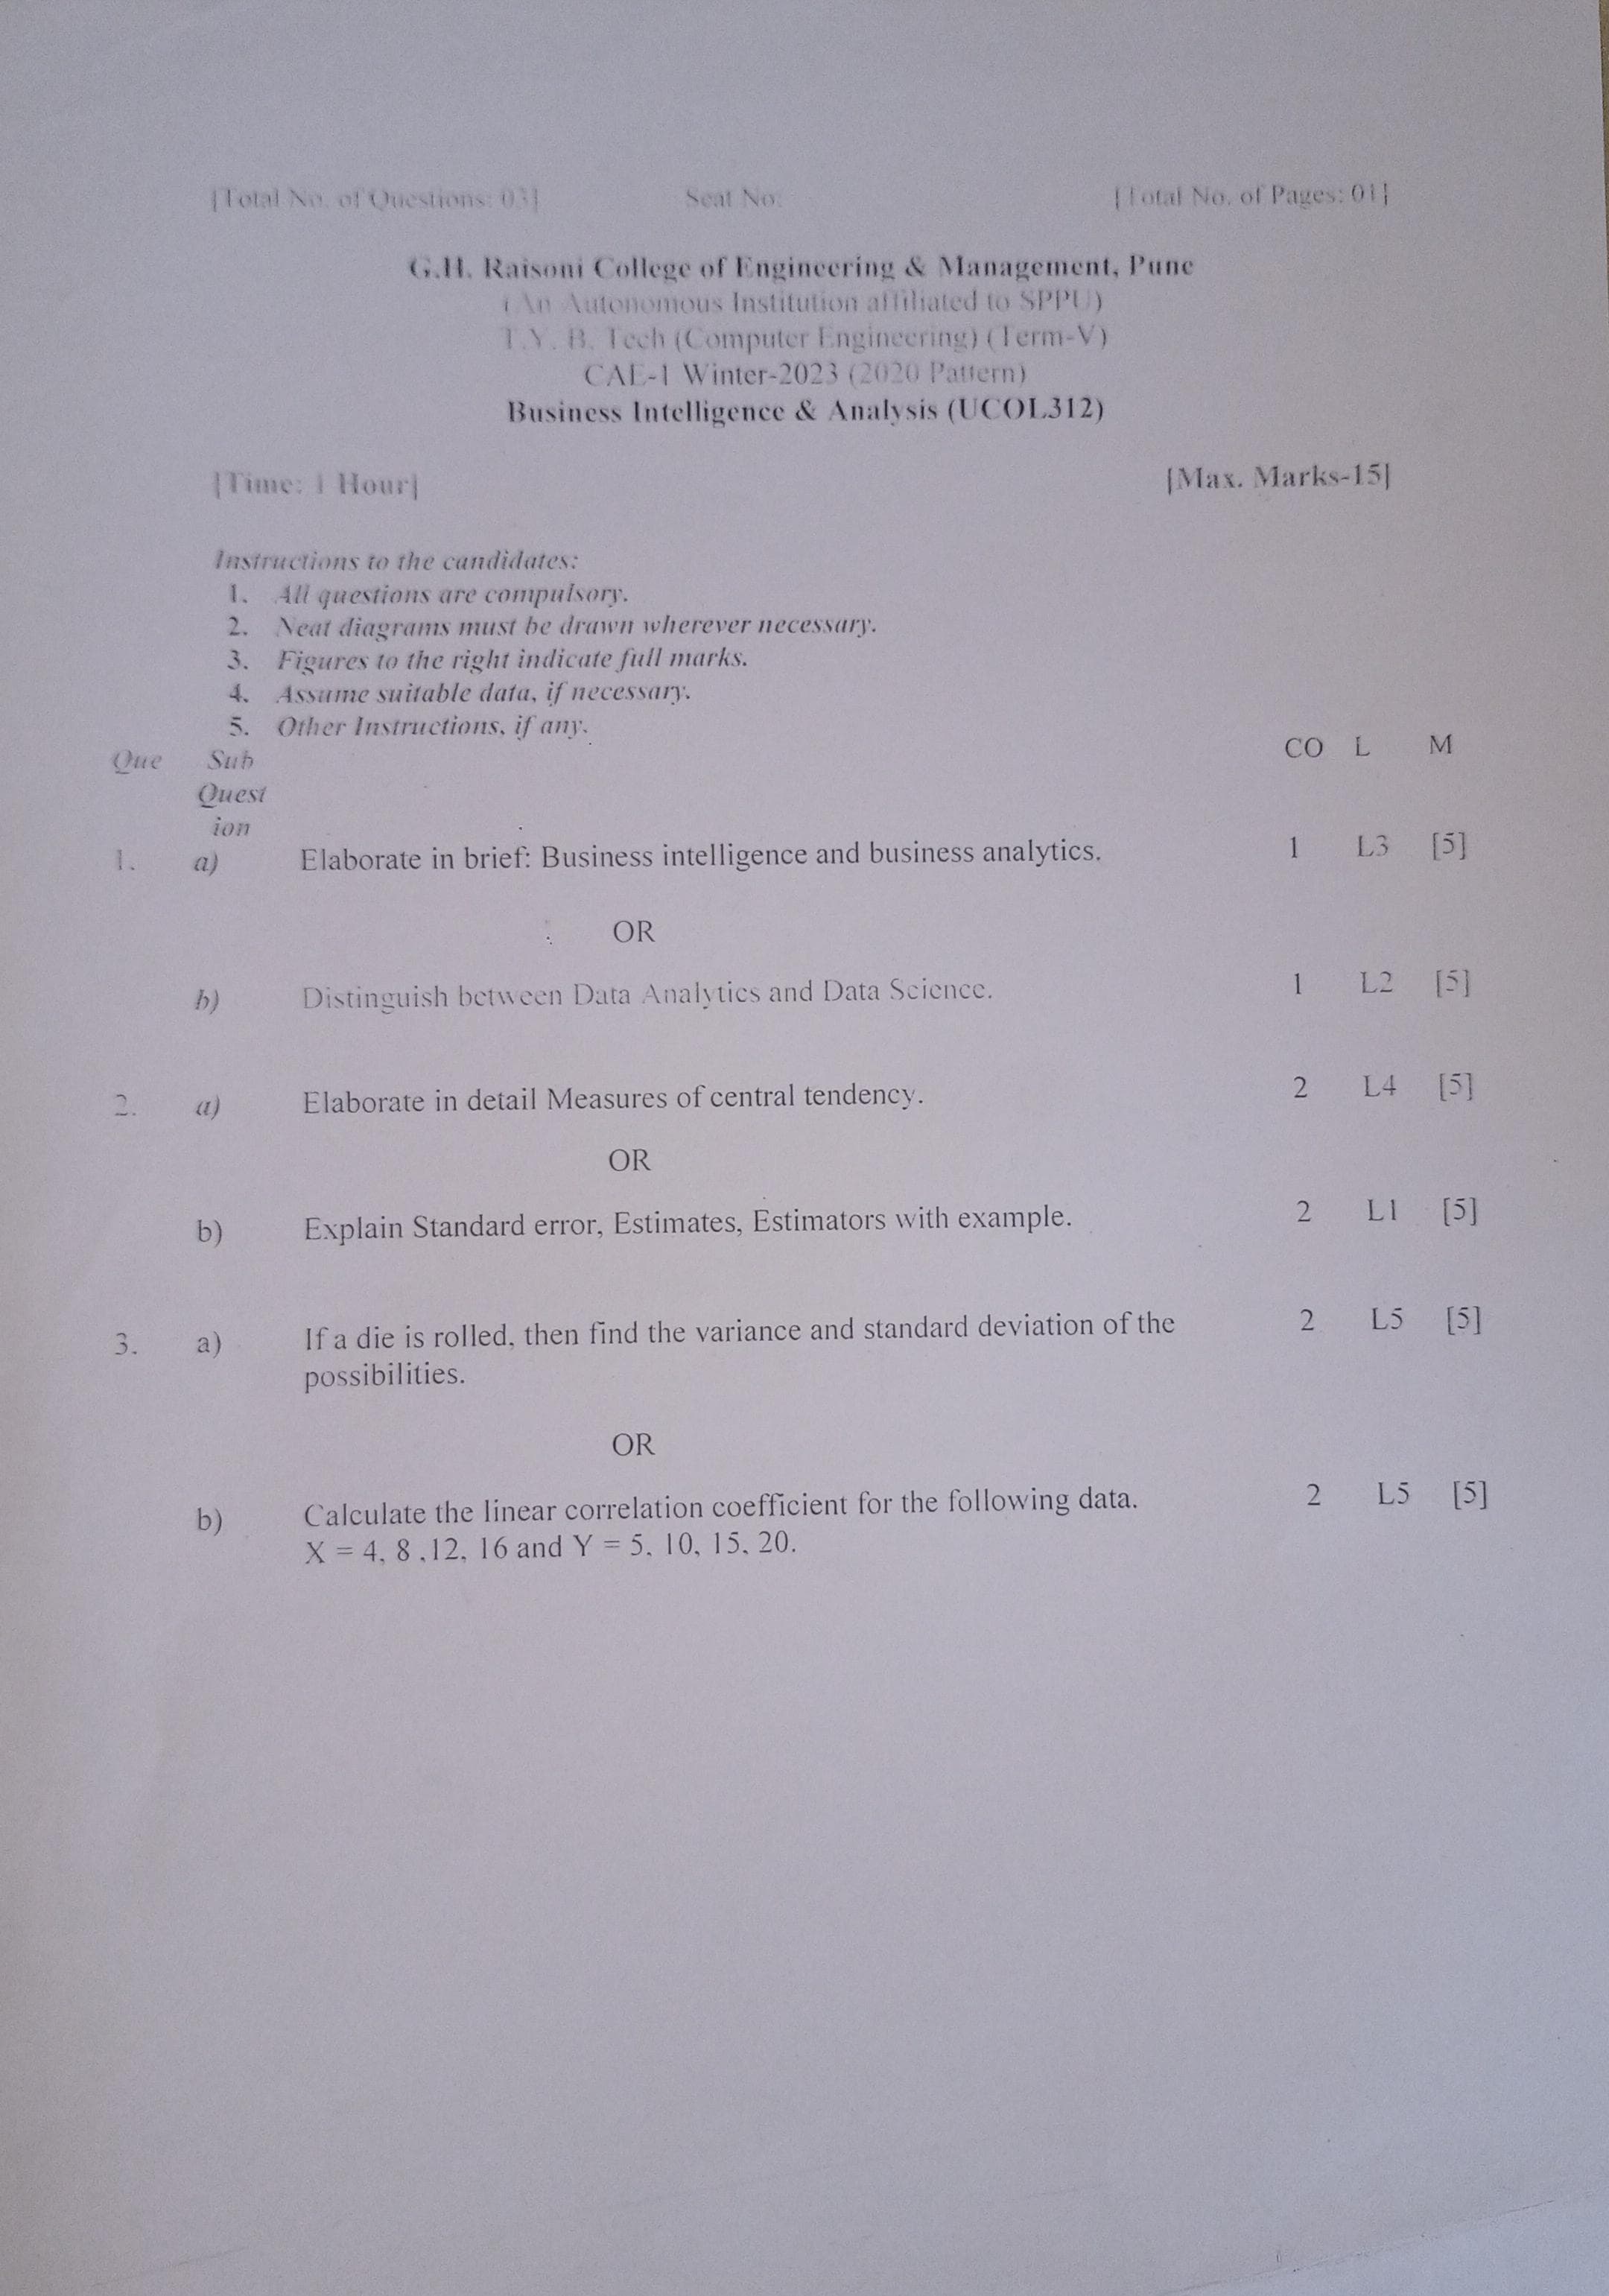 [Total No. of Questions: 03] Seat No: [Total No. of Pages: 01]
G.H. Raisoni College of Engineering & Management, Pune
(An Autonomous Institution affiliated to SPPU)
T.Y. B. Tech (Computer Engineering) (Term-V)
CAE-1 Winter-2023 (2020 Pattern)
Business Intelligence & Analysis (UCOL312)
[Time: 1 Hour] [Max. Marks-15]
Instructions to the candidates:
1. All questions are compulsory.
2. Neat diagrams must be drawn wherever necessary.
3. Figures to the right indicate full marks.
4. Assume suitable data, if necessary.
5. Other Instructions, if any.
Que Sub CO L M
Quest
ion
1. a) Elaborate in brief: Business intelligence and business analytics. 1 L3 [5]
OR
b) Distinguish between Data Analytics and Data Science. 1 L2 [5]
2. a) Elaborate in detail Measures of central tendency. 2 L4 [5]
OR
b) Explain Standard error, Estimates, Estimators with example. 2 L1 [5]
3. a) If a die is rolled, then find the variance and standard deviation of the 2 L5 [5]
possibilities.
OR
b) Calculate the linear correlation coefficient for the following data. 2 L5 [5]
X = 4, 8 ,12, 16 and Y = 5, 10, 15, 20.